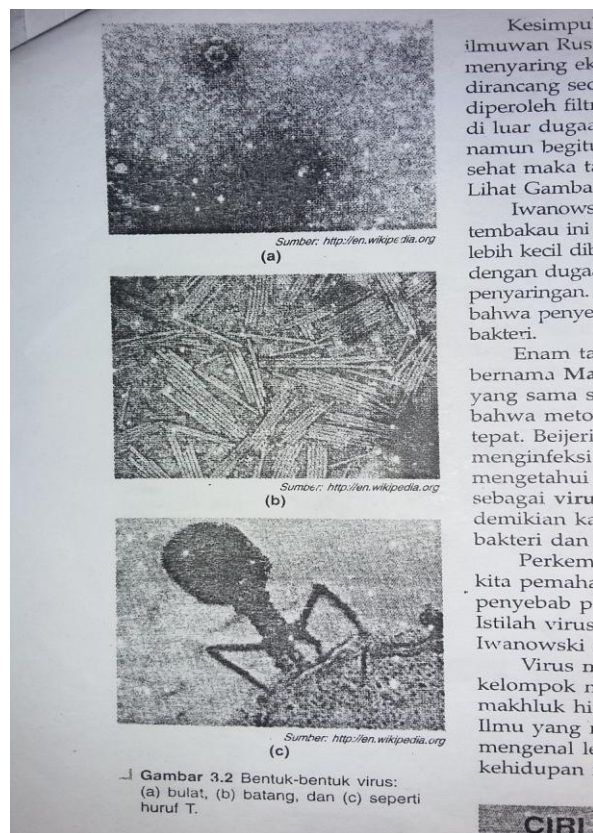 Sumber: http://en.wikipedia.org
(a)
Sumber: http://en.wikipedia.org
(b)
Sumber: http://en.wikipedia.org
(c)
Gambar 3.2 Bentuk-bentuk virus:
(a) bulat, (b) batang, dan (c) seperti
huruf T.
Kesimpu
ilmuwan Rus
menyaring ek
dirancang sec
diperoleh filt
di luar dugaa
namun begitu
sehat maka ta
Lihat Gamba
Iwanows
tembakau ini
lebih kecil dib
dengan duga
penyaringan.
bahwa penye
bakteri.
Enam ta
bernama Ma
yang sama s
bahwa meto
tepat. Beijeri
menginfeksi
mengetahui
sebagai viru
demikian ka
bakteri dan
Perkem
kita pemaha
penyebab p
Istilah virus
Iwanowski
Virus m
kelompok m
makhluk hi
Ilmu yang
mengenal le
kehidupan
CIRI